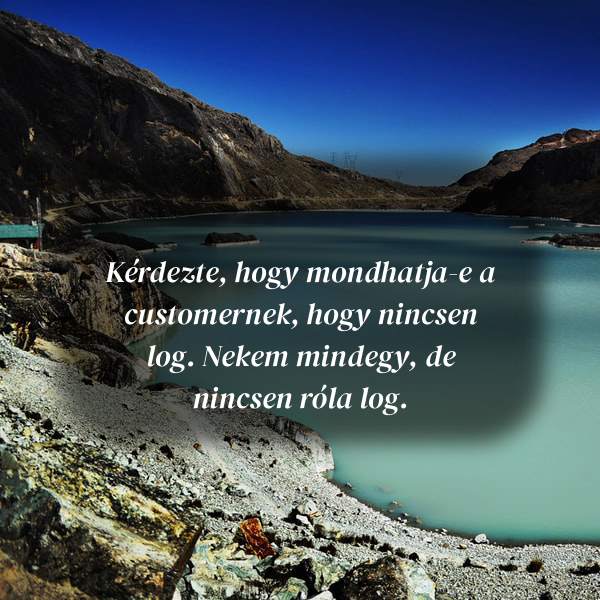 Kérdezte, hogy mondhatja-e a
customernek, hogy nincsen
log. Nekem mindegy, de
nincsen róla log.